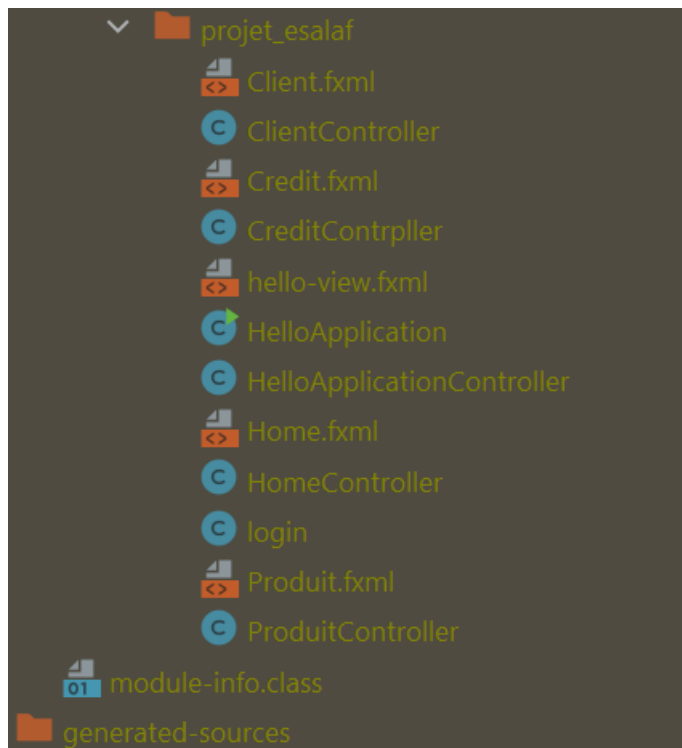 projet_esalaf
Client.fxml
ClientController
Credit.fxml
CreditContrpller
hello-view.fxml
HelloApplication
HelloApplicationController
Home.fxml
HomeController
login
Produit.fxml
ProduitController
module-info.class
generated-sources